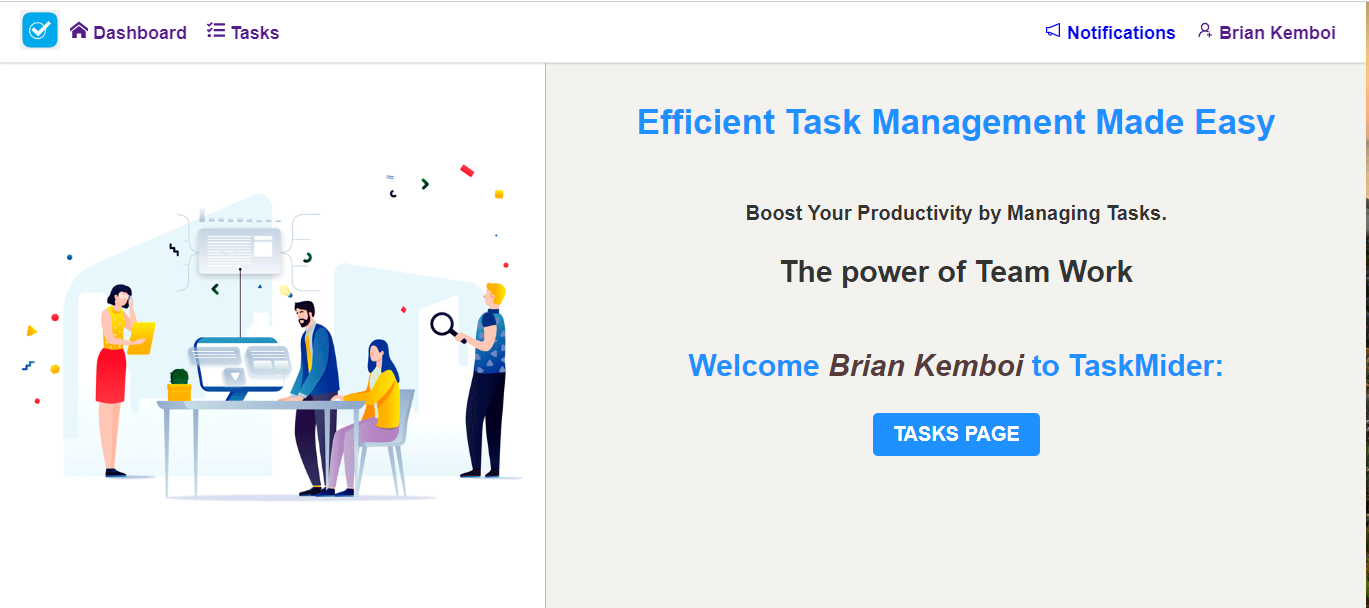 Dashboard Tasks Notifications Brian Kemboi
Efficient Task Management Made Easy
Boost Your Productivity by Managing Tasks.
The power of Team Work
Welcome Brian Kemboi to TaskMider:
TASKS PAGE